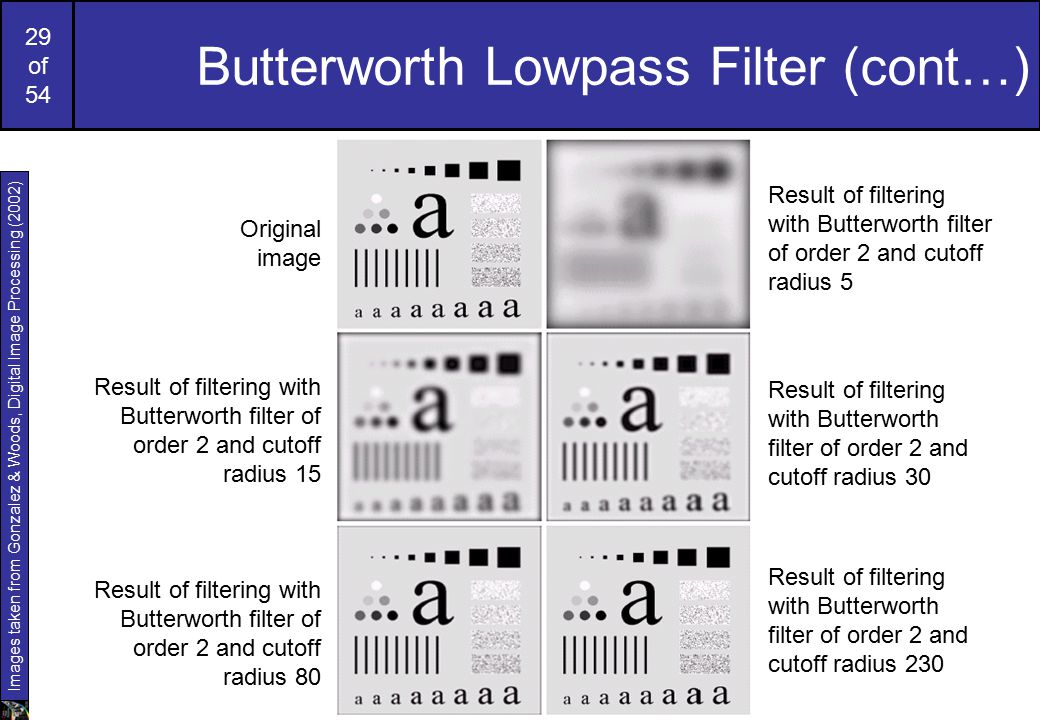 29
of
54
Butterworth Lowpass Filter (cont…)
Images taken from Gonzalez & Woods, Digital Image Processing (2002)
Original
image
a
a a a a a a a a
a
a a a a a a a a
Result of filtering
with Butterworth filter
of order 2 and cutoff
radius 5
Result of filtering with
Butterworth filter of
order 2 and cutoff
radius 15
a
a a a a a a a a
a
a a a a a a a a
Result of filtering
with Butterworth
filter of order 2 and
cutoff radius 30
Result of filtering with
Butterworth filter of
order 2 and cutoff
radius 80
a
a a a a a a a a
a
a a a a a a a a
Result of filtering
with Butterworth
filter of order 2 and
cutoff radius 230